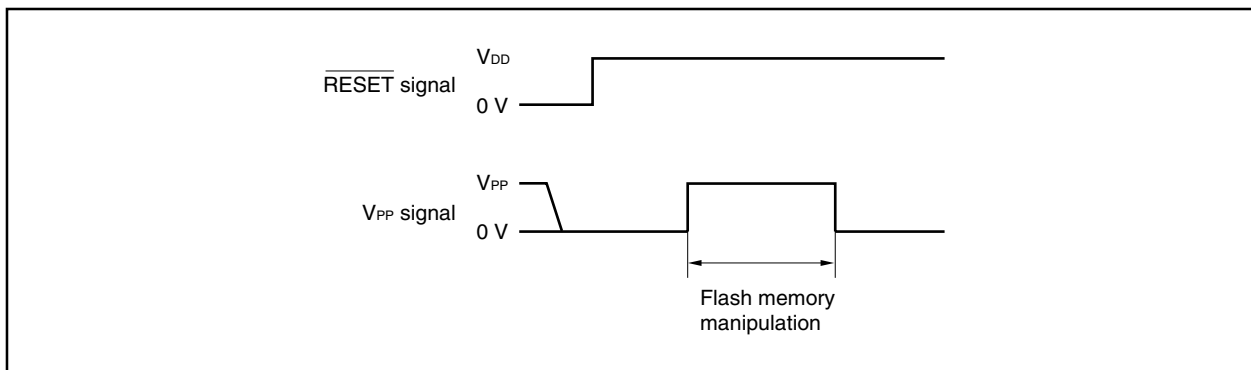 VDD
RESET signal
0 V
VPP
VPP signal
0 V
Flash memory
manipulation